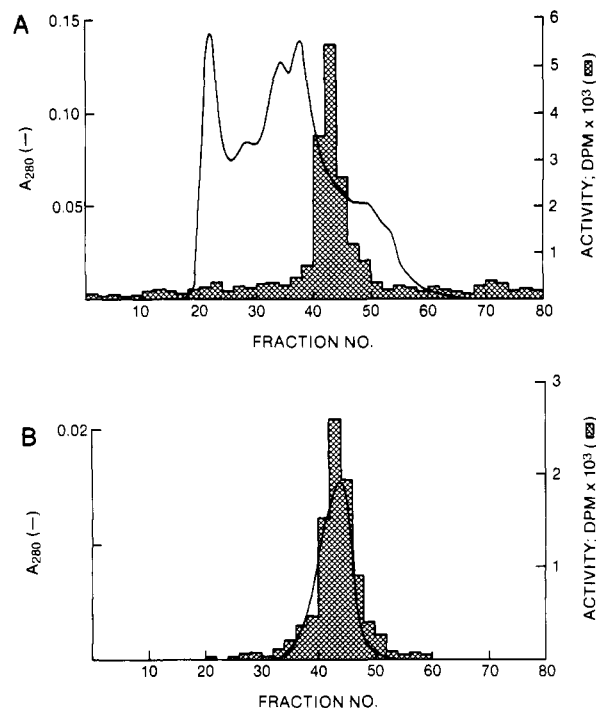 A
0.15
0.10
0.05
A280 (—)
6
5
4
3
2
1
ACTIVITY; DPM x 10³ (▩)
10 20 30 40 50 60 70 80
FRACTION NO.
B
0.02
A280 (—)
3
2
1
ACTIVITY; DPM x 10³ (▩)
10 20 30 40 50 60 70 80
FRACTION NO.